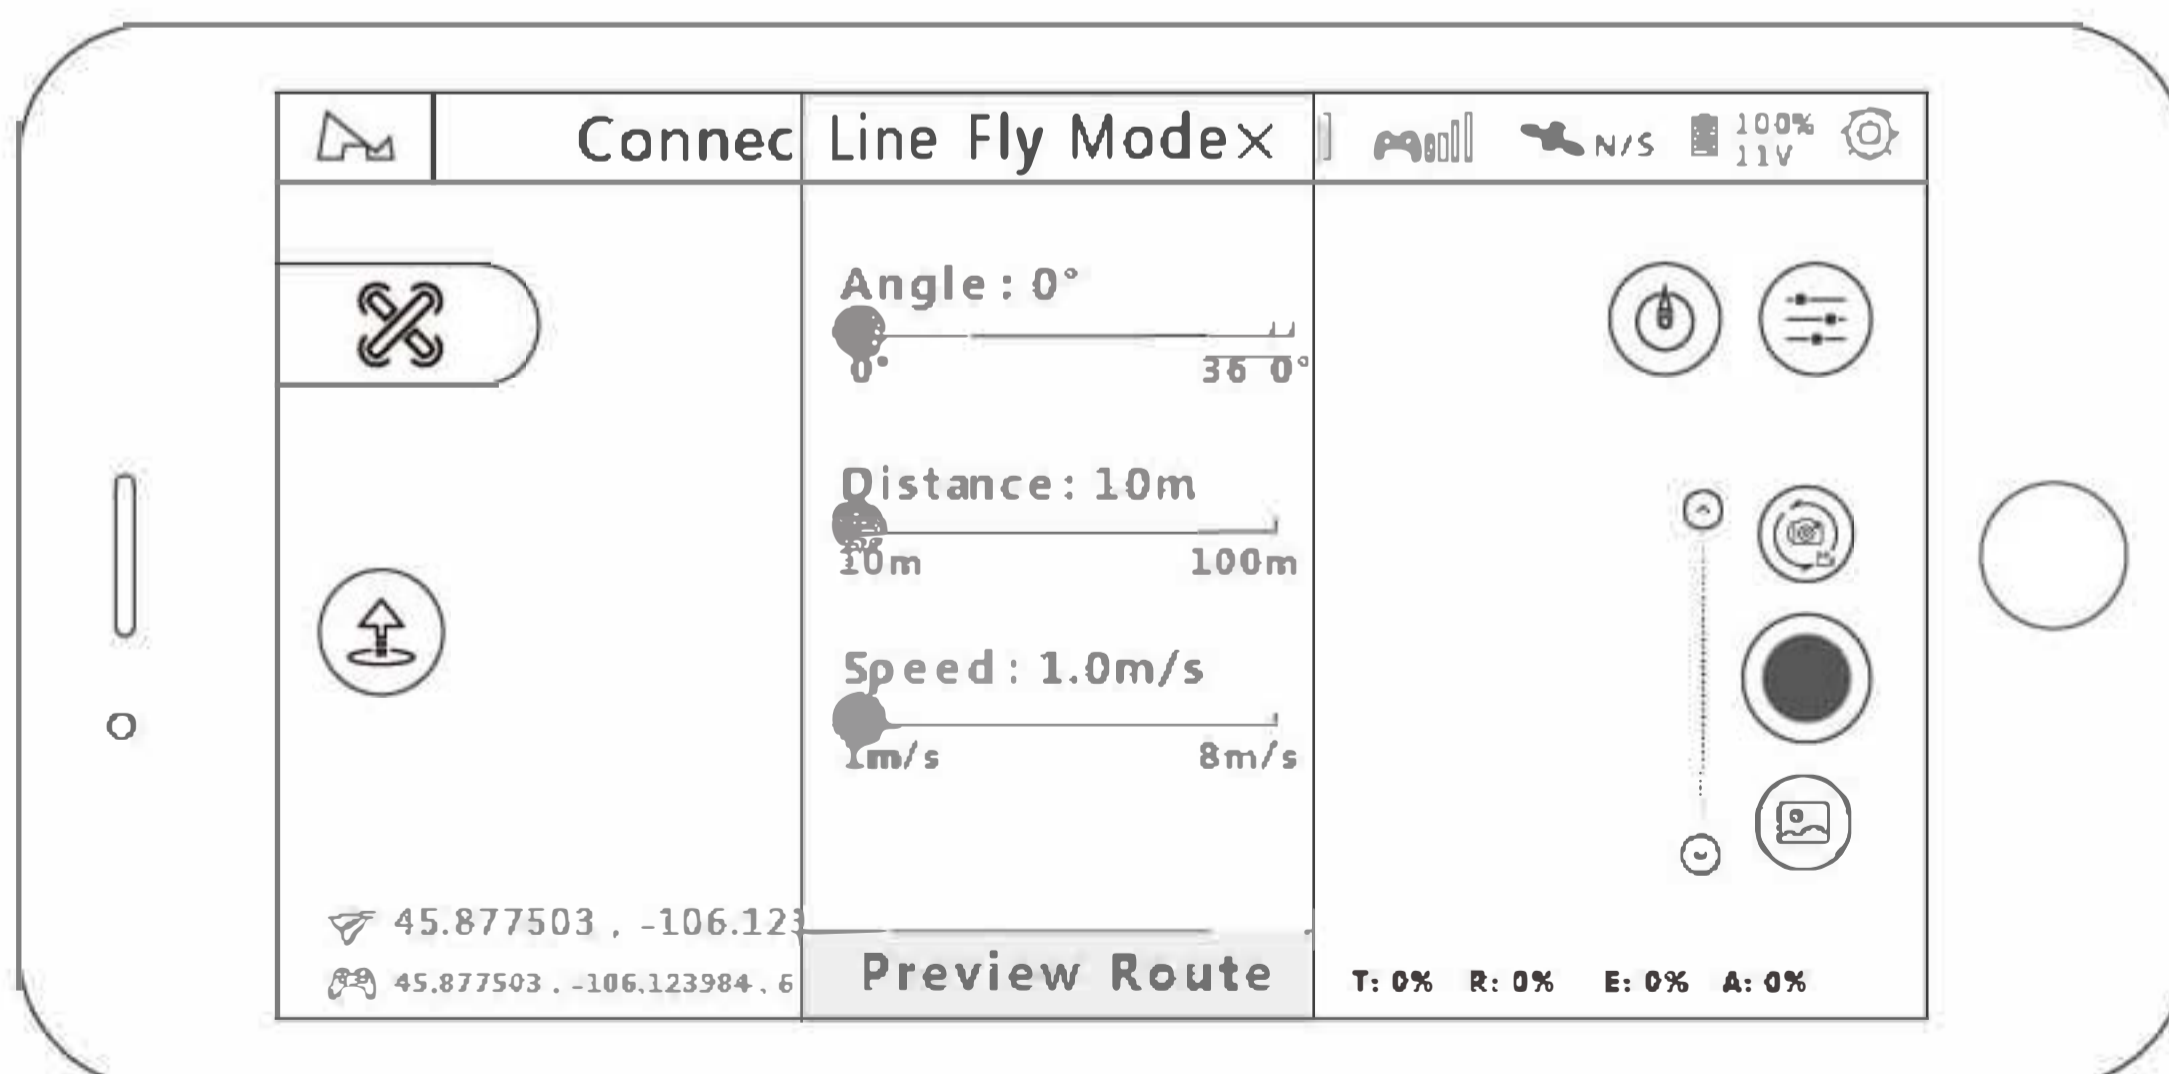 Connec
Line Fly Mode×
N/S
100%
11V
Angle: 0°
0°
36 0°
Distance: 10m
10m
100m
Speed: 1.0m/s
1m/s
8m/s
45.877503 , -106.123
45.877503 . -106.123984 . 6
Preview Route
T: 0% R: 0% E: 0% A: 0%